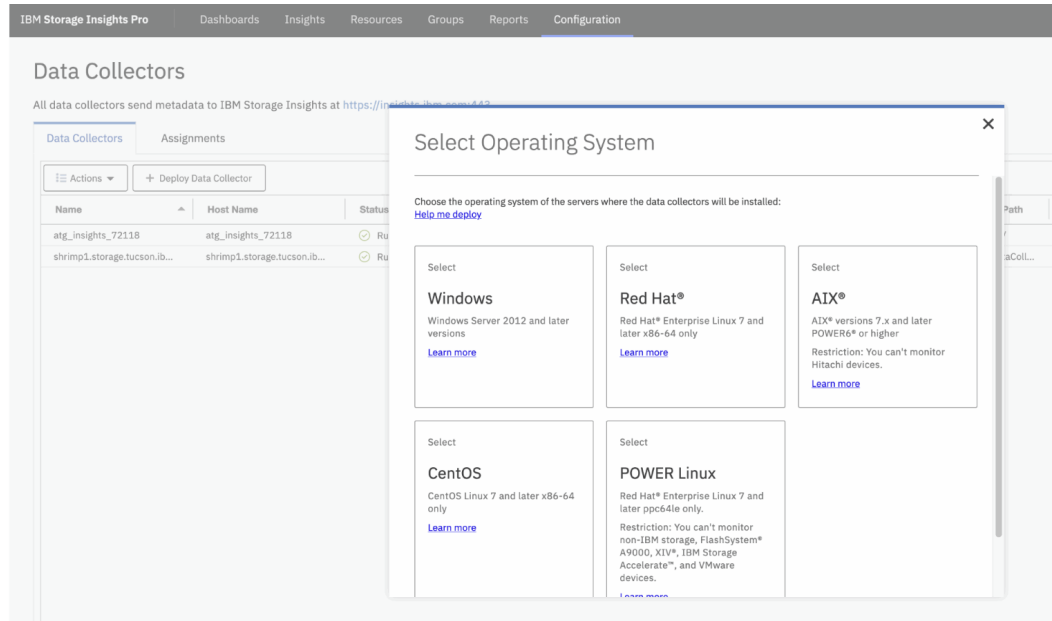 IBM Storage Insights Pro
Dashboards
Insights
Resources
Groups
Reports
Configuration
Data Collectors
All data collectors send metadata to IBM Storage Insights at https://insights.ibm.com:443
Data Collectors
Assignments
Actions
+ Deploy Data Collector
Name
Host Name
Status
Path
atg_insights_72118
atg_insights_72118
Ru
shrimp1.storage.tucson.ib...
shrimp1.storage.tucson.ib...
Ru
taColl...
Select Operating System
Choose the operating system of the servers where the data collectors will be installed:
Help me deploy
Select
Windows
Windows Server 2012 and later
versions
Learn more
Select
Red Hat®
Red Hat® Enterprise Linux 7 and
later x86-64 only
Learn more
Select
AIX®
AIX® versions 7.x and later
POWER6® or higher
Restriction: You can't monitor
Hitachi devices.
Learn more
Select
CentOS
CentOS Linux 7 and later x86-64
only
Learn more
Select
POWER Linux
Red Hat® Enterprise Linux 7 and
later ppc64le only.
Restriction: You can't monitor
non-IBM storage, FlashSystem®
A9000, XIV®, IBM Storage
Accelerate™, and VMware
devices.
Learn more